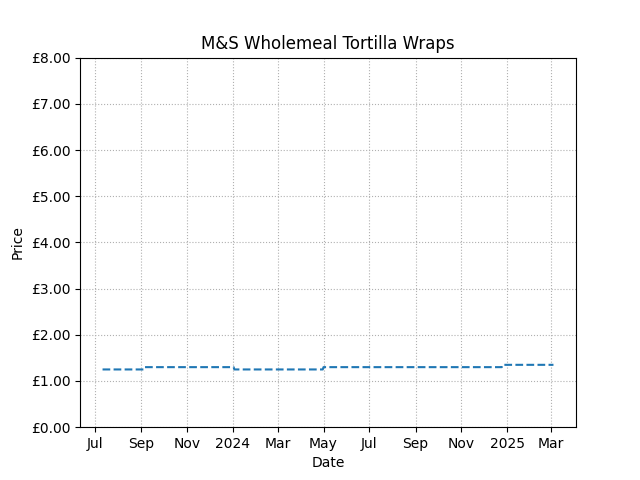 M&S Wholemeal Tortilla Wraps
£8.00
£7.00
£6.00
£5.00
£4.00
£3.00
£2.00
£1.00
£0.00
Price
Jul Sep Nov 2024 Mar May Jul Sep Nov 2025 Mar
Date